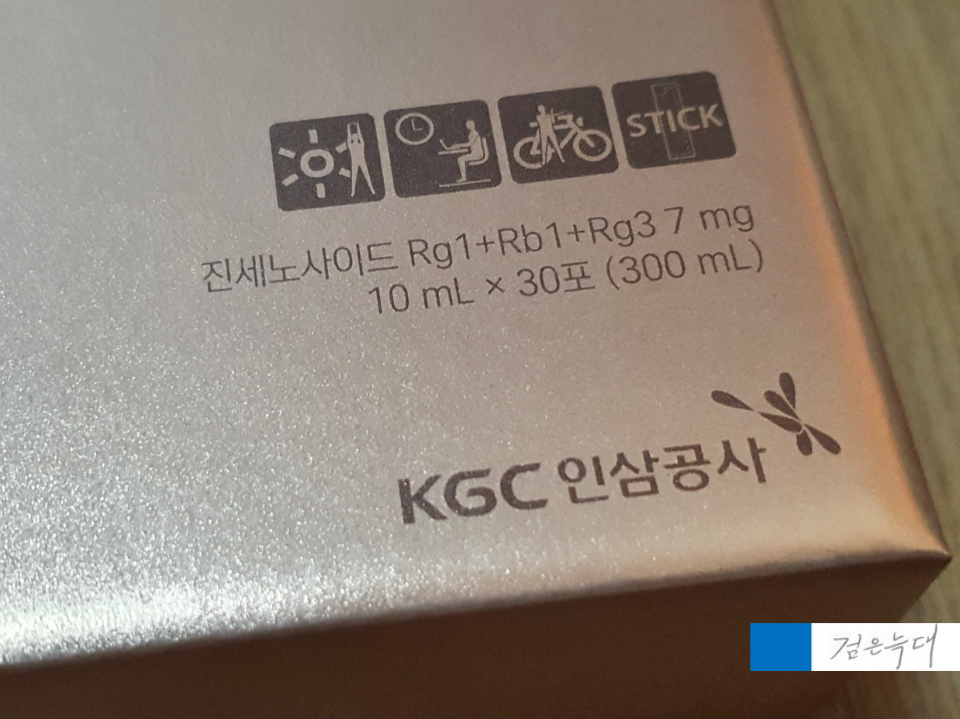 STICK
진세노사이드 Rg1+Rb1+Rg3 7 mg
10 mL × 30포 (300 mL)
KGC 인삼공사
검은늑대